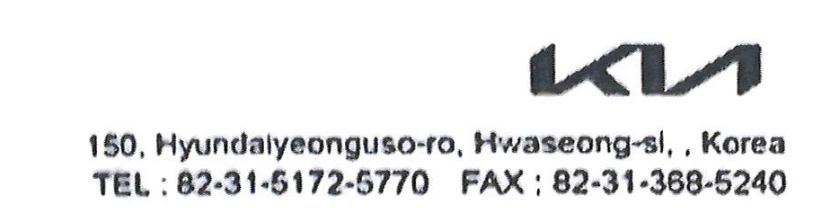 KIA
150, Hyundaiyeonguso-ro, Hwaseong-si, , Korea
TEL : 82-31-5172-5770 FAX : 82-31-368-5240